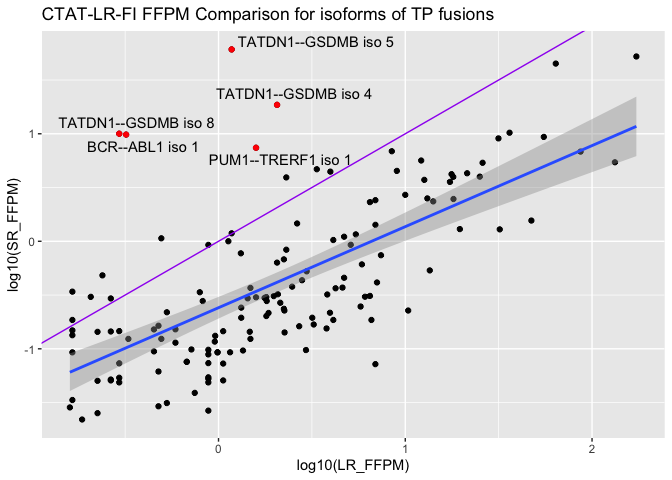 CTAT-LR-FI FFPM Comparison for isoforms of TP fusions
TATDN1--GSDMB iso 5
TATDN1--GSDMB iso 4
TATDN1--GSDMB iso 8
BCR--ABL1 iso 1
PUM1--TRERF1 iso 1
log10(SR_FFPM)
1
0
-1
0
1
2
log10(LR_FFPM)